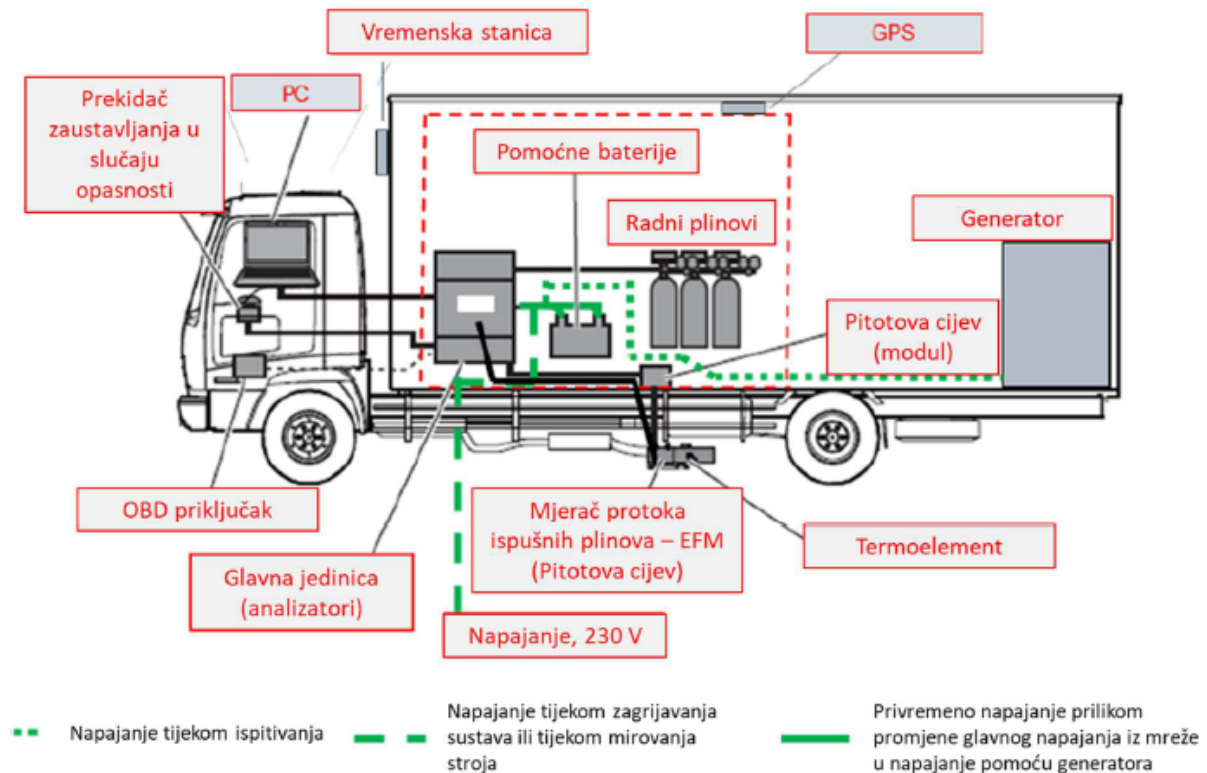 Vremenska stanica
GPS
Prekidač
zaustavljanja u
slučaju
opasnosti
PC
Pomoćne baterije
Radni plinovi
Generator
Pitotova cijev
(modul)
OBD priključak
Glavna jedinica
(analizatori)
Mjerač protoka
ispušnih plinova – EFM
(Pitotova cijev)
Termoelement
Napajanje, 230 V
Napajanje tijekom ispitivanja
Napajanje tijekom zagrijavanja
sustava ili tijekom mirovanja
stroja
Privremeno napajanje prilikom
promjene glavnog napajanja iz mreže
u napajanje pomoću generatora